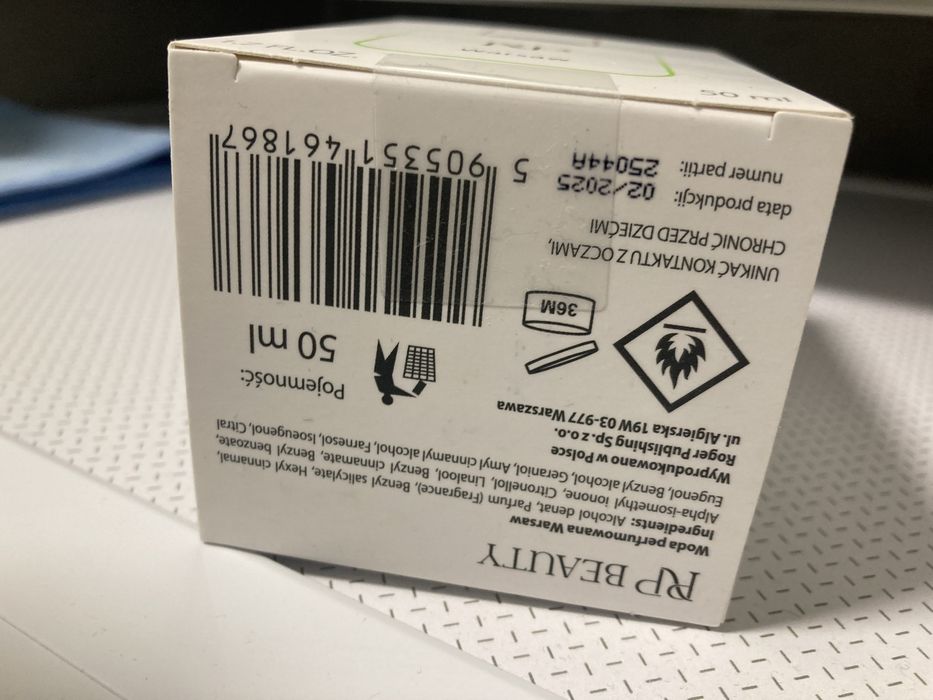 RP BEAUTY
Woda perfumowana Warsaw
Ingredients: Alcohol denat, Parfum (Fragrance), Benzyl salicylate, Hexyl cinnamal,
Alpha-isomethyl ionone, Citronellol, Linalool, Benzyl cinnamate, Benzyl benzoate,
Eugenol, Benzyl alcohol, Geraniol, Amyl cinnamyl alcohol, Farnesol, Isoeugenol, Citral
Wyprodukowano w Polsce
Roger Publishing Sp. z o.o.
ul. Algierska 19W 03-977 Warszawa
Pojemność:
50 ml
36M
UNIKAĆ KONTAKTU Z OCZAMI,
CHRONIĆ PRZED DZIEĆMI
data produkcji: 02/2025
numer partii: 25044A
5 905351 461867
FL.OZ.
50 ml